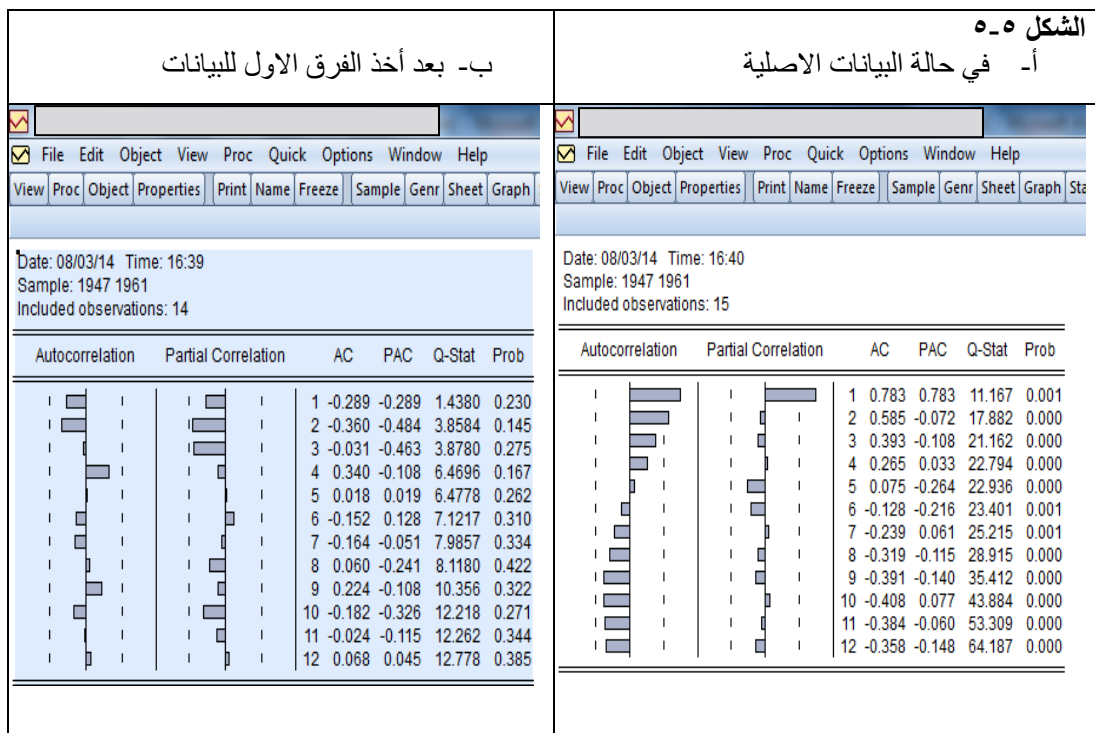 الشكل ٥-٥
أ- في حالة البيانات الاصلية
ب- بعد أخذ الفرق الاول للبيانات
File Edit Object View Proc Quick Options Window Help
View Proc Object Properties Print Name Freeze Sample Genr Sheet Graph Sta
Date: 08/03/14 Time: 16:40
Sample: 1947 1961
Included observations: 15
Autocorrelation Partial Correlation AC PAC Q-Stat Prob
1 0.783 0.783 11.167 0.001
2 0.585 -0.072 17.882 0.000
3 0.393 -0.108 21.162 0.000
4 0.265 0.033 22.794 0.000
5 0.075 -0.264 22.936 0.000
6 -0.128 -0.216 23.401 0.001
7 -0.239 0.061 25.215 0.001
8 -0.319 -0.115 28.915 0.000
9 -0.391 -0.140 35.412 0.000
10 -0.408 0.077 43.884 0.000
11 -0.384 -0.060 53.309 0.000
12 -0.358 -0.148 64.187 0.000
File Edit Object View Proc Quick Options Window Help
View Proc Object Properties Print Name Freeze Sample Genr Sheet Graph
Date: 08/03/14 Time: 16:39
Sample: 1947 1961
Included observations: 14
Autocorrelation Partial Correlation AC PAC Q-Stat Prob
1 -0.289 -0.289 1.4380 0.230
2 -0.360 -0.484 3.8584 0.145
3 -0.031 -0.463 3.8780 0.275
4 0.340 -0.108 6.4696 0.167
5 0.018 0.019 6.4778 0.262
6 -0.152 0.128 7.1217 0.310
7 -0.164 -0.051 7.9857 0.334
8 0.060 -0.241 8.1180 0.422
9 0.224 -0.108 10.356 0.322
10 -0.182 -0.326 12.218 0.271
11 -0.024 -0.115 12.262 0.344
12 0.068 0.045 12.778 0.385